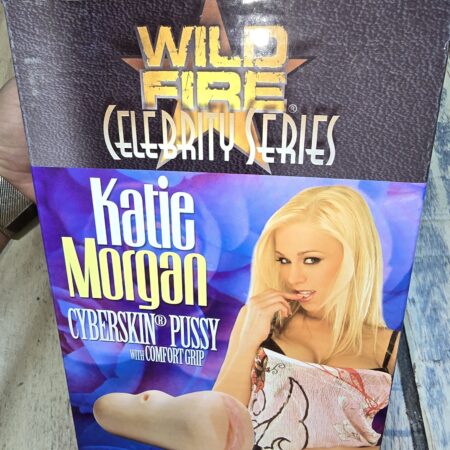 WILD
FIRE®
CELEBRITY SERIES
Katie
Morgan
CYBERSKIN® PUSSY
WITH COMFORT GRIP